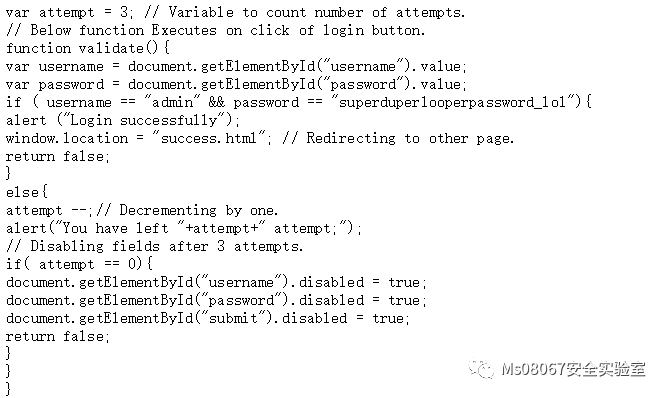 var attempt = 3; // Variable to count number of attempts.
// Below function Executes on click of login button.
function validate(){
var username = document.getElementById("username").value;
var password = document.getElementById("password").value;
if ( username == "admin" && password == "superduperlooperpassword_lol"){
alert ("Login successfully");
window.location = "success.html"; // Redirecting to other page.
return false;
}
else{
attempt --;// Decrementing by one.
alert("You have left "+attempt+" attempt;");
// Disabling fields after 3 attempts.
if( attempt == 0){
document.getElementById("username").disabled = true;
document.getElementById("password").disabled = true;
document.getElementById("submit").disabled = true;
return false;
}
}
}
Ms08067安全实验室